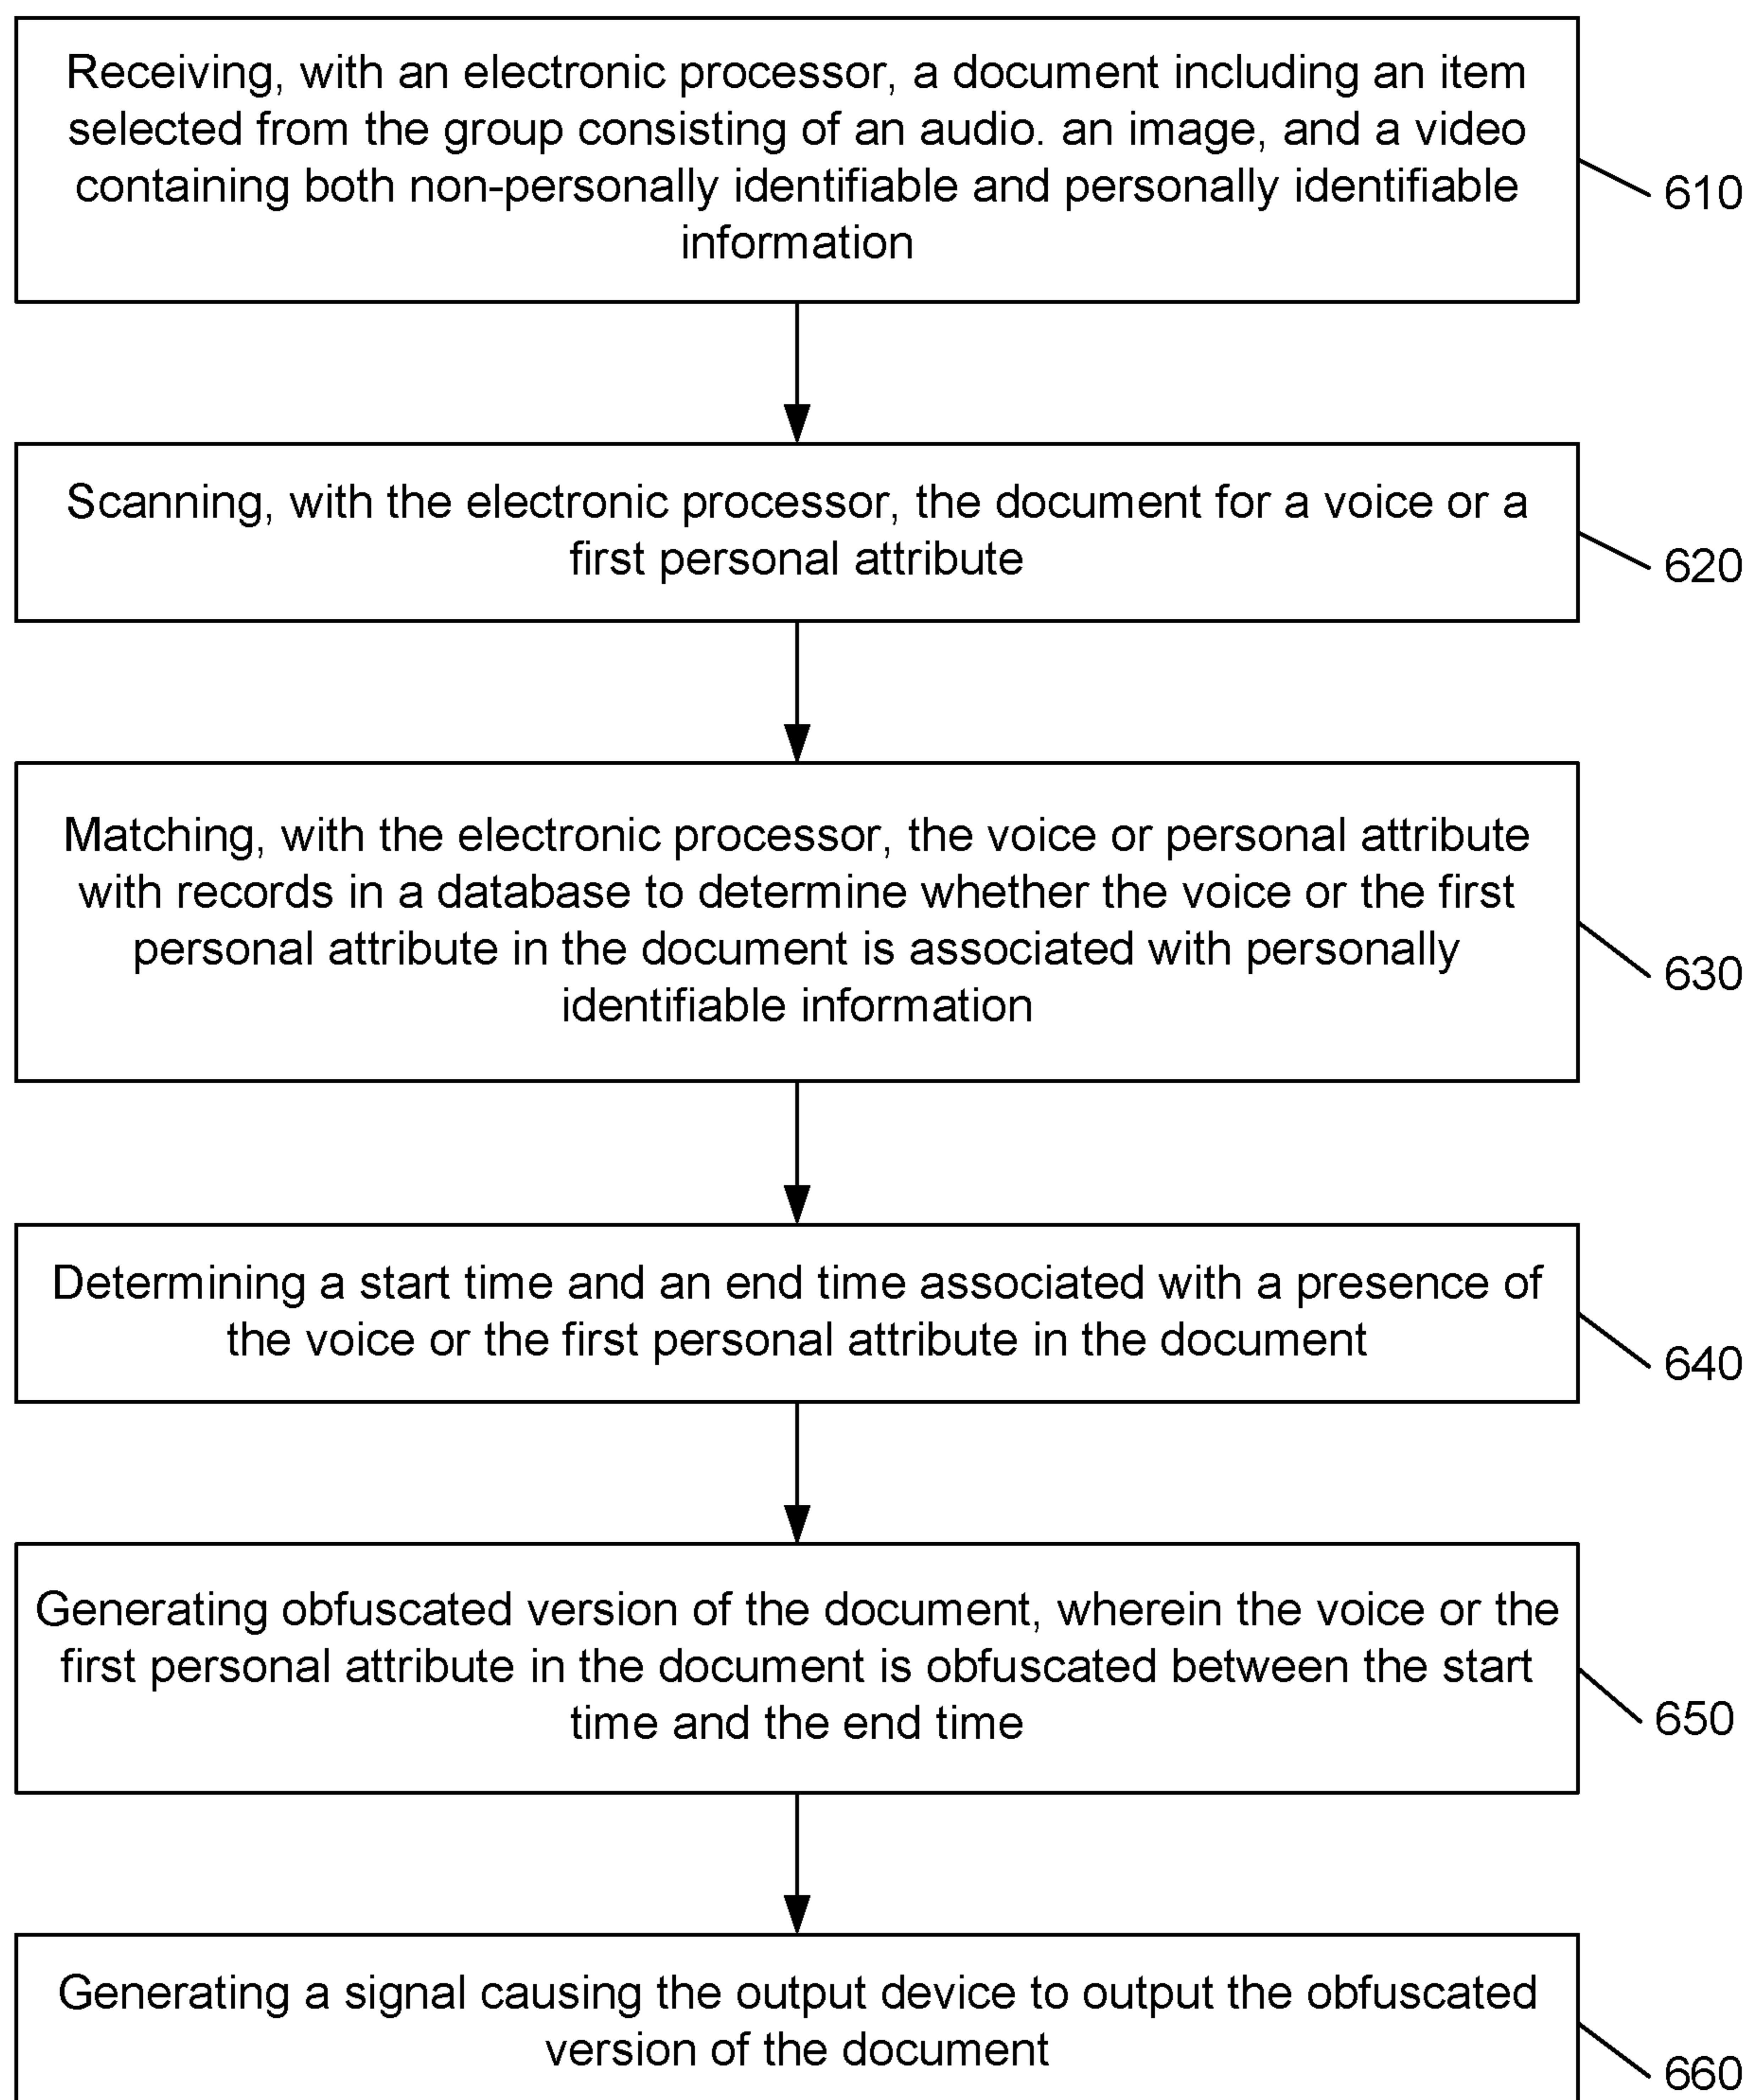 Receiving, with an electronic processor, a document including an item
selected from the group consisting of an audio. an image, and a video
containing both non-personally identifiable and personally identifiable
information
610
Scanning, with the electronic processor, the document for a voice or a
first personal attribute
620
Matching, with the electronic processor, the voice or personal attribute
with records in a database to determine whether the voice or the first
personal attribute in the document is associated with personally
identifiable information
630
Determining a start time and an end time associated with a presence of
the voice or the first personal attribute in the document
640
Generating obfuscated version of the document, wherein the voice or the
first personal attribute in the document is obfuscated between the start
time and the end time
650
Generating a signal causing the output device to output the obfuscated
version of the document
660